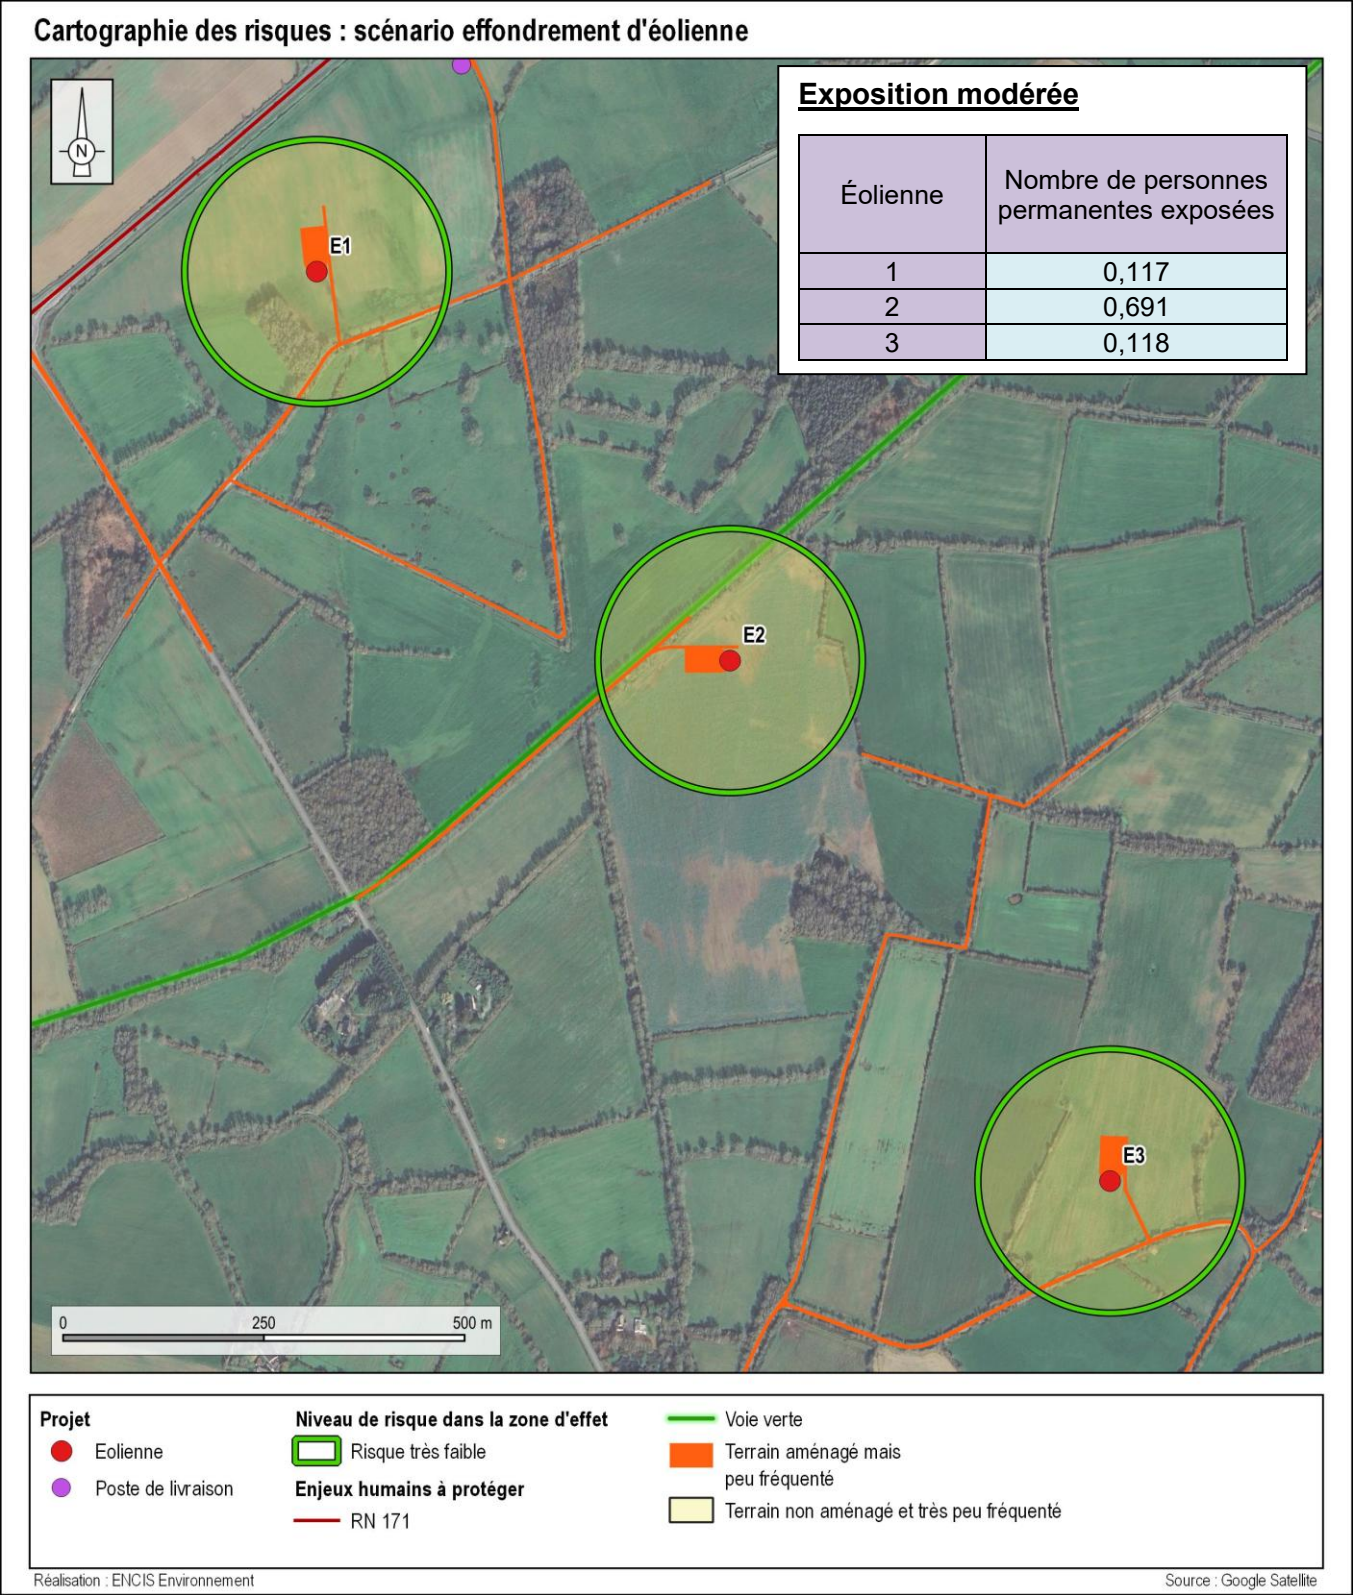 Cartographie des risques : scénario effondrement d'éolienne
N
Exposition modérée
Éolienne
Nombre de personnes
permanentes exposées
1 0,117
2 0,691
3 0,118
E1
E2
E3
0 250 500 m
Projet
Eolienne
Poste de livraison
Niveau de risque dans la zone d'effet
Risque très faible
Enjeux humains à protéger
RN 171
Voie verte
Terrain aménagé mais
peu fréquenté
Terrain non aménagé et très peu fréquenté
Réalisation : ENCIS Environnement
Source : Google Satellite